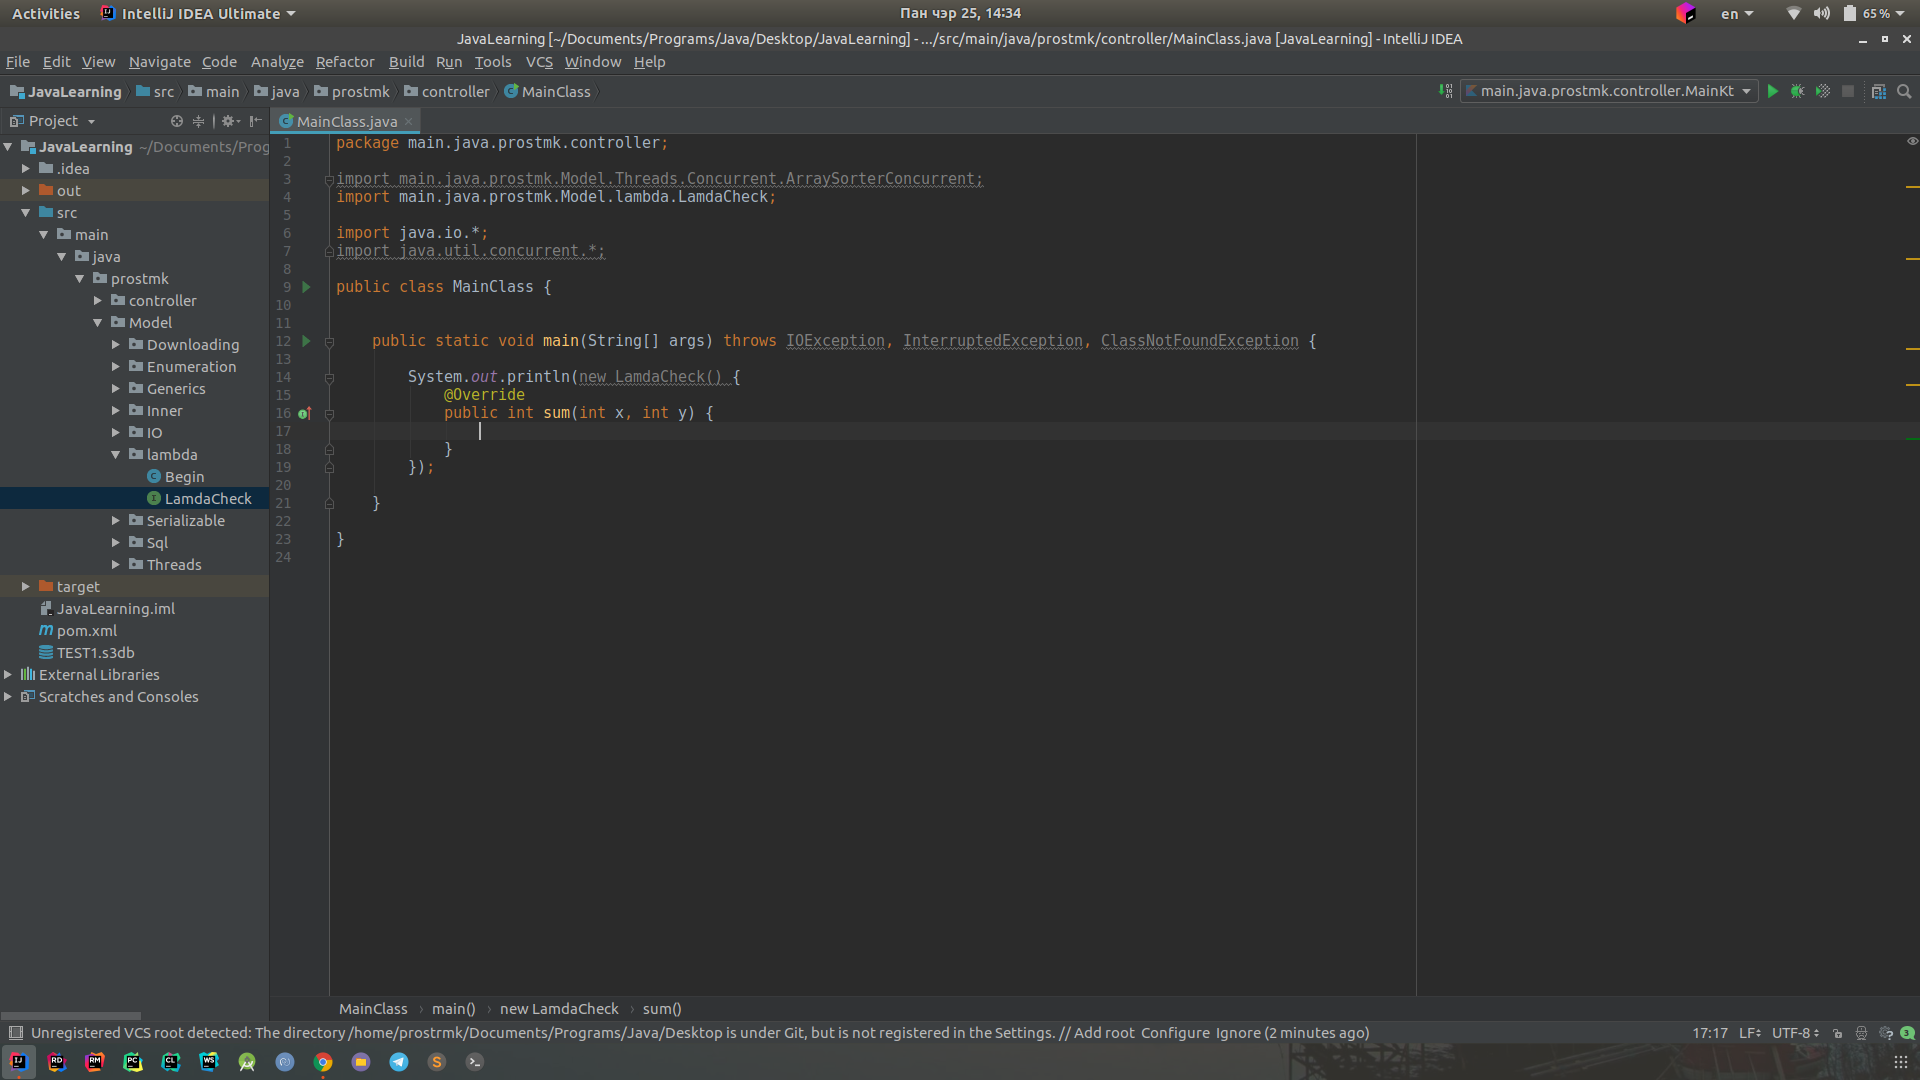 Activities IntelliJ IDEA Ultimate Пан чэр 25, 14:34 en 65 %
JavaLearning [~/Documents/Programs/Java/Desktop/JavaLearning] - .../src/main/java/prostmk/controller/MainClass.java [JavaLearning] - IntelliJ IDEA
File Edit View Navigate Code Analyze Refactor Build Run Tools VCS Window Help
JavaLearning src main java prostmk controller MainClass main.java.prostmk.controller.MainKt
Project MainClass.java
JavaLearning ~/Documents/Prog
.idea
out
src
main
java
prostmk
controller
Model
Downloading
Enumeration
Generics
Inner
IO
lambda
Begin
LamdaCheck
Serializable
Sql
Threads
target
JavaLearning.iml
pom.xml
TEST1.s3db
External Libraries
Scratches and Consoles
1 package main.java.prostmk.controller;
2
3 import main.java.prostmk.Model.Threads.Concurrent.ArraySorterConcurrent;
4 import main.java.prostmk.Model.lambda.LamdaCheck;
5
6 import java.io.*;
7 import java.util.concurrent.*;
8
9 public class MainClass {
10
11
12 public static void main(String[] args) throws IOException, InterruptedException, ClassNotFoundException {
13
14 System.out.println(new LamdaCheck() {
15 @Override
16 public int sum(int x, int y) {
17
18 }
19 });
20
21 }
22
23 }
24
MainClass main() new LamdaCheck sum()
Unregistered VCS root detected: The directory /home/prostrmk/Documents/Programs/Java/Desktop is under Git, but is not registered in the Settings. // Add root Configure Ignore (2 minutes ago) 17:17 LF UTF-8 3
IJ RD RM PC CL WS S